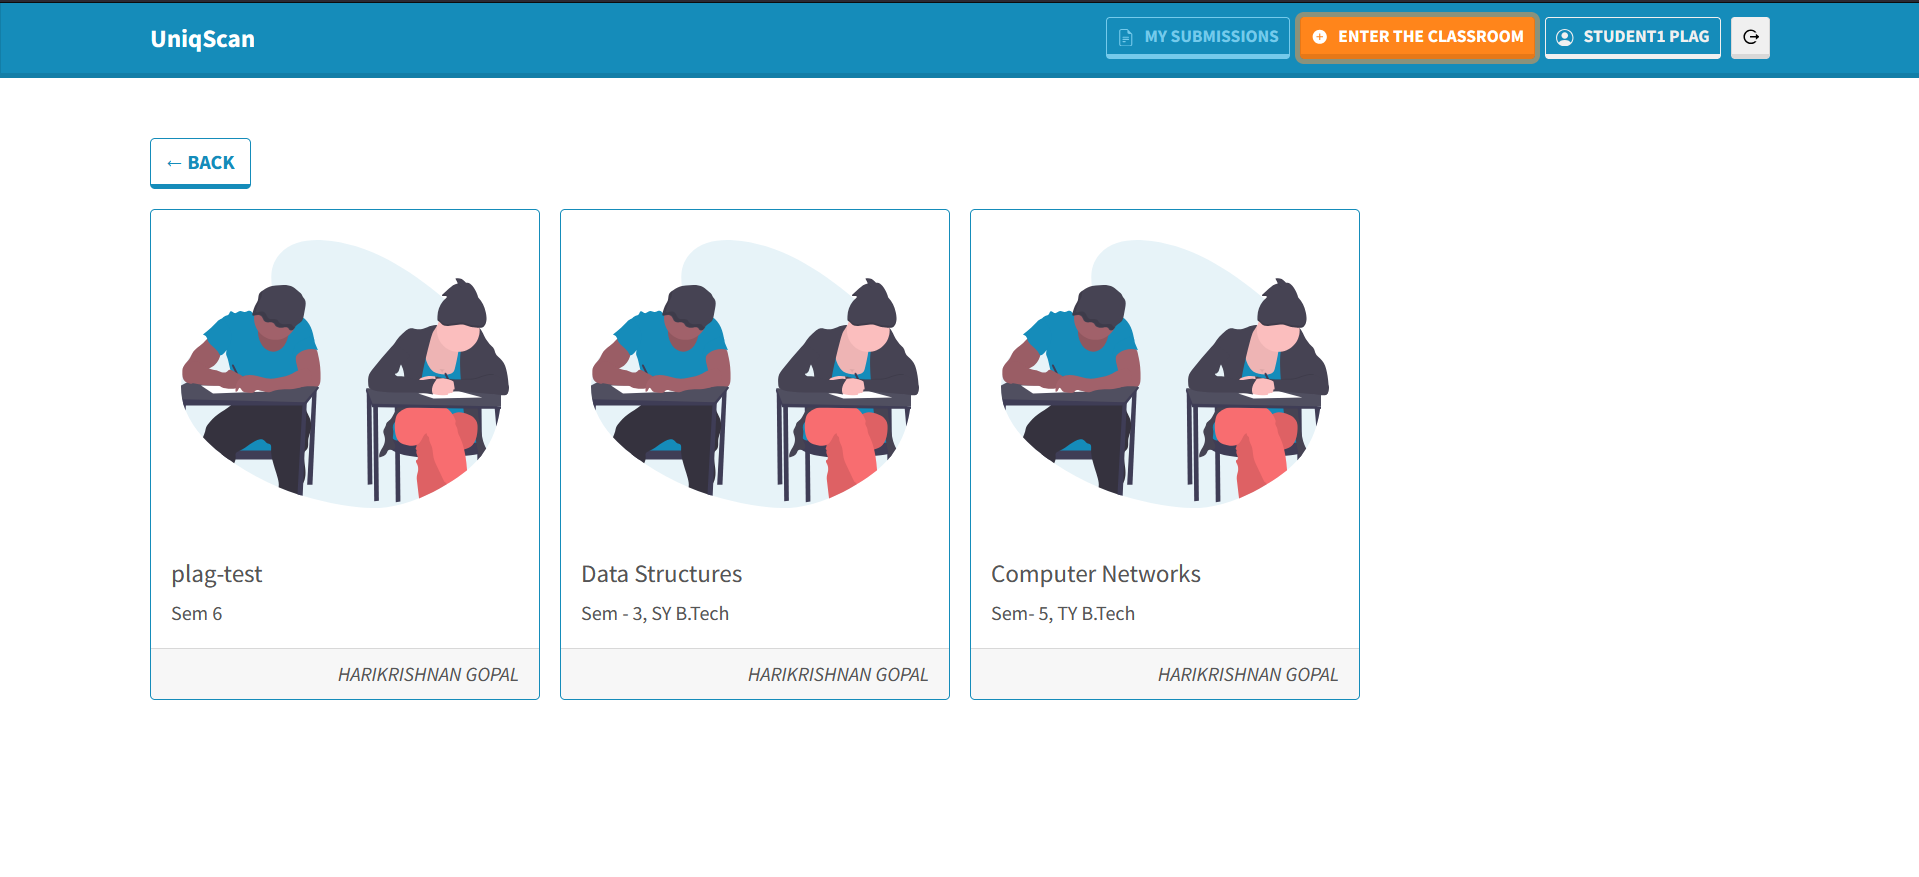 UniqScan
MY SUBMISSIONS
ENTER THE CLASSROOM
STUDENT1 PLAG
← BACK
plag-test
Sem 6
HARIKRISHNAN GOPAL
Data Structures
Sem - 3, SY B.Tech
HARIKRISHNAN GOPAL
Computer Networks
Sem- 5, TY B.Tech
HARIKRISHNAN GOPAL